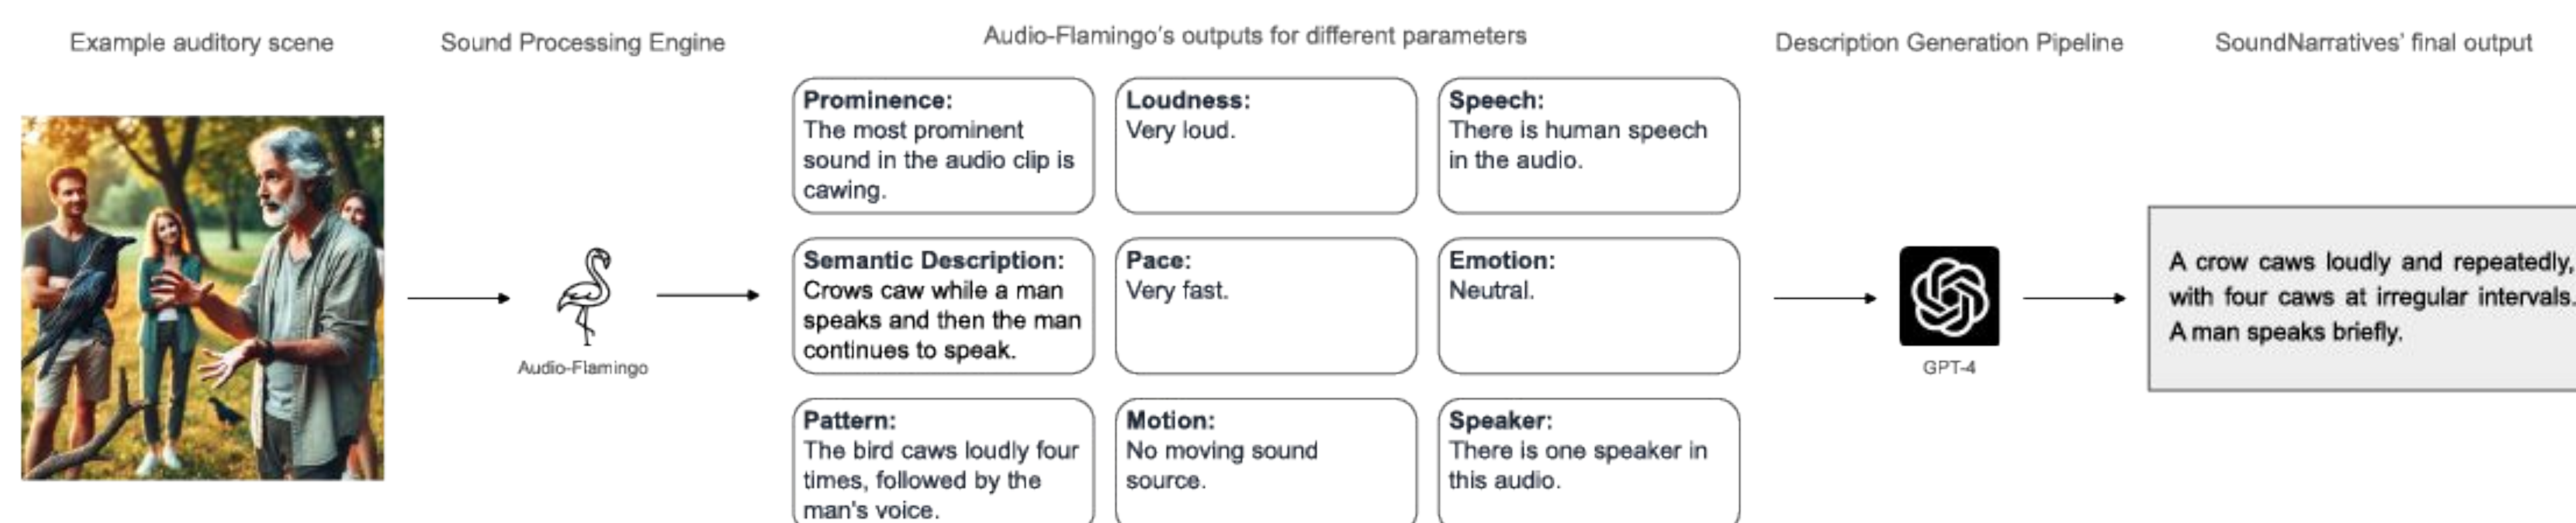 Example auditory scene
Sound Processing Engine
Audio-Flamingo's outputs for different parameters
Description Generation Pipeline
SoundNarratives' final output
Prominence:
The most prominent
sound in the audio clip is
cawing.
Loudness:
Very loud.
Speech:
There is human speech
in the audio.
Semantic Description:
Crows caw while a man
speaks and then the man
continues to speak.
Pace:
Very fast.
Emotion:
Neutral.
Pattern:
The bird caws loudly four
times, followed by the
man's voice.
Motion:
No moving sound
source.
Speaker:
There is one speaker in
this audio.
Audio-Flamingo
GPT-4
A crow caws loudly and repeatedly,
with four caws at irregular intervals.
A man speaks briefly.